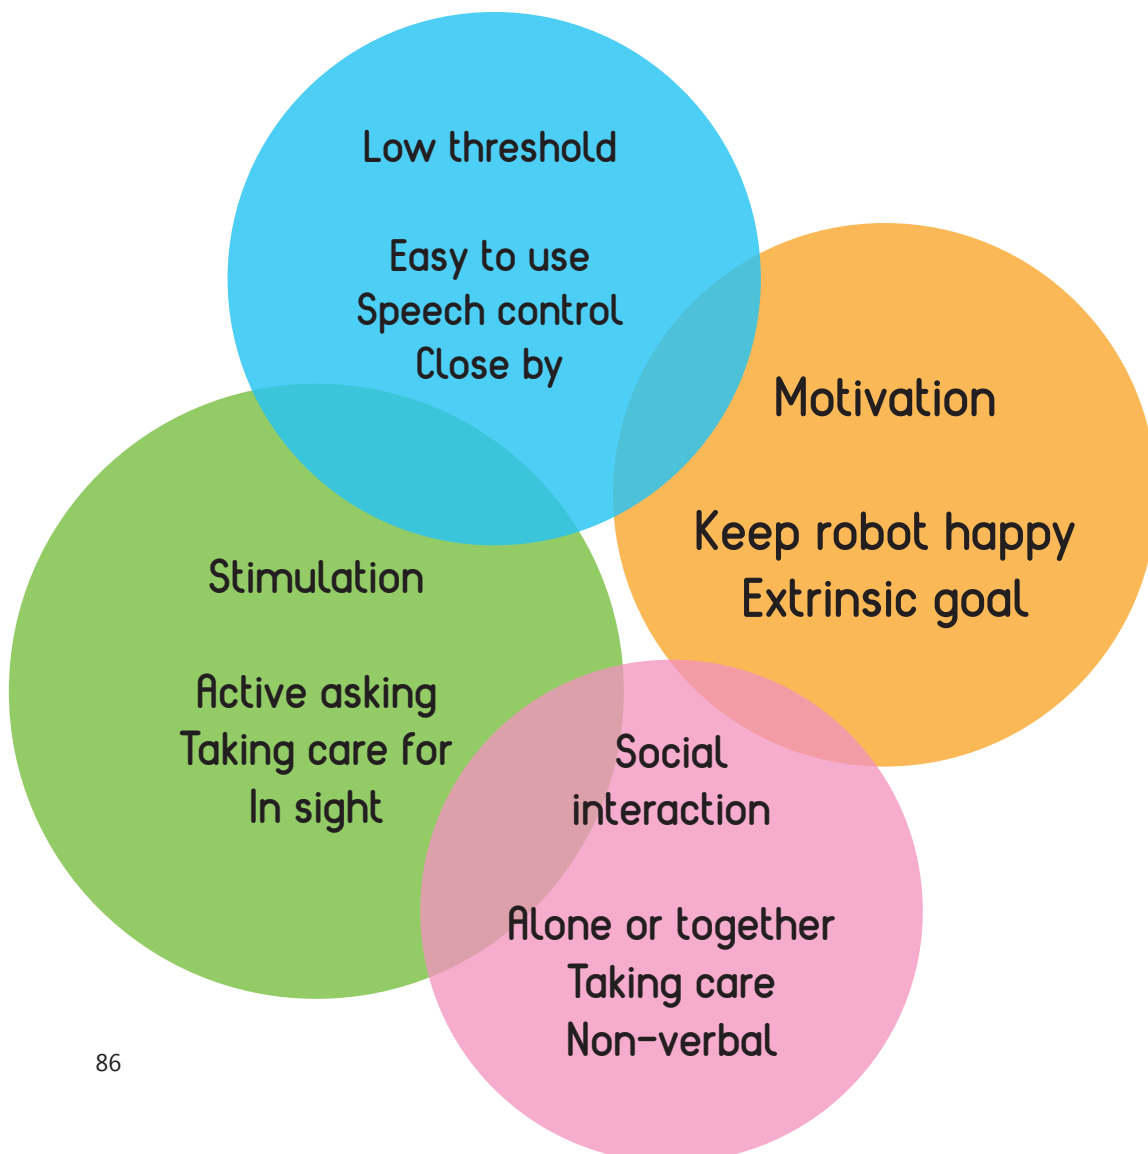 Low threshold
Easy to use
Speech control
Close by
Motivation
Keep robot happy
Extrinsic goal
Stimulation
Active asking
Taking care for
In sight
Social
interaction
Alone or together
Taking care
Non-verbal
86